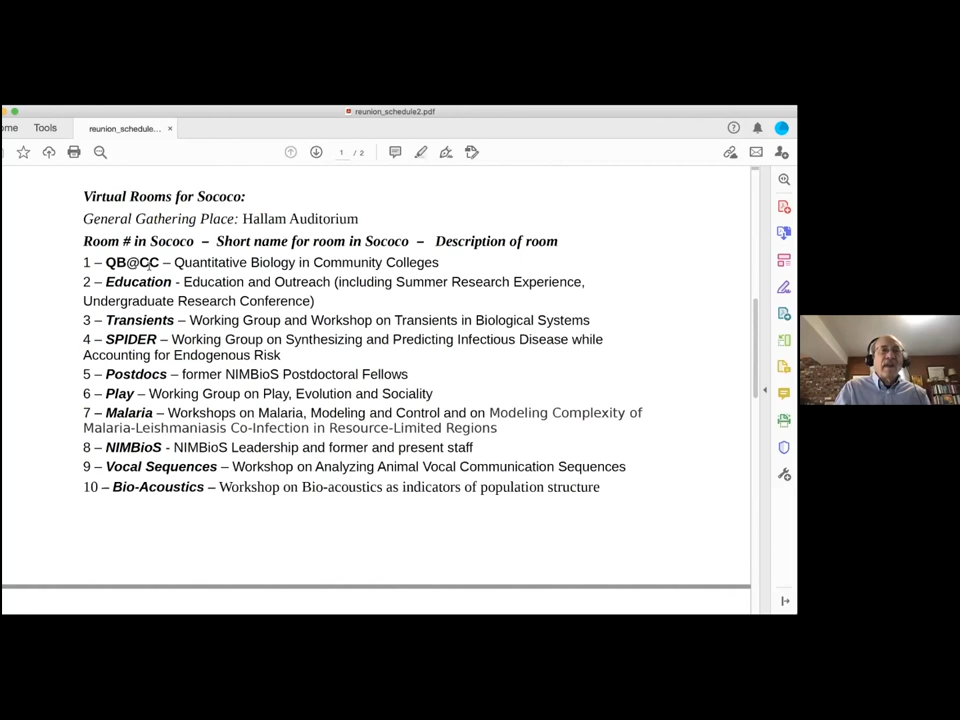 reunion_schedule2.pdf
ome Tools reunion_schedule... ×
1 / 2
Virtual Rooms for Sococo:
General Gathering Place: Hallam Auditorium
Room # in Sococo – Short name for room in Sococo – Description of room
1 – QB@CC – Quantitative Biology in Community Colleges
2 – Education - Education and Outreach (including Summer Research Experience,
Undergraduate Research Conference)
3 – Transients – Working Group and Workshop on Transients in Biological Systems
4 – SPIDER – Working Group on Synthesizing and Predicting Infectious Disease while
Accounting for Endogenous Risk
5 – Postdocs – former NIMBioS Postdoctoral Fellows
6 – Play – Working Group on Play, Evolution and Sociality
7 – Malaria – Workshops on Malaria, Modeling and Control and on Modeling Complexity of
Malaria-Leishmaniasis Co-Infection in Resource-Limited Regions
8 – NIMBioS - NIMBioS Leadership and former and present staff
9 – Vocal Sequences – Workshop on Analyzing Animal Vocal Communication Sequences
10 – Bio-Acoustics – Workshop on Bio-acoustics as indicators of population structure